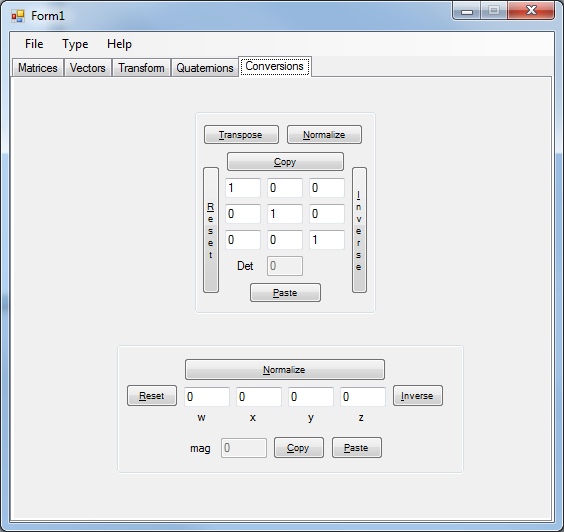 Form1
File Type Help
Matrices Vectors Transform Quaternions Conversions
Transpose Normalize
Copy
Reset
1 0 0
0 1 0
0 0 1
Inverse
Det 0
Paste
Normalize
Reset 0 0 0 0 Inverse
w x y z
mag 0 Copy Paste